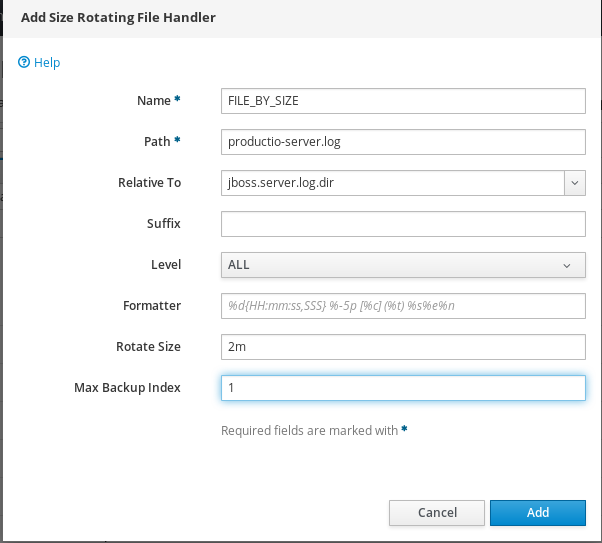 Add Size Rotating File Handler
Help
Name *
FILE_BY_SIZE
Path *
productio-server.log
Relative To
jboss.server.log.dir
Suffix
Level
ALL
Formatter
%d{HH:mm:ss,SSS} %-5p [%c] (%t) %s%e%n
Rotate Size
2m
Max Backup Index
1
Required fields are marked with *
Cancel
Add